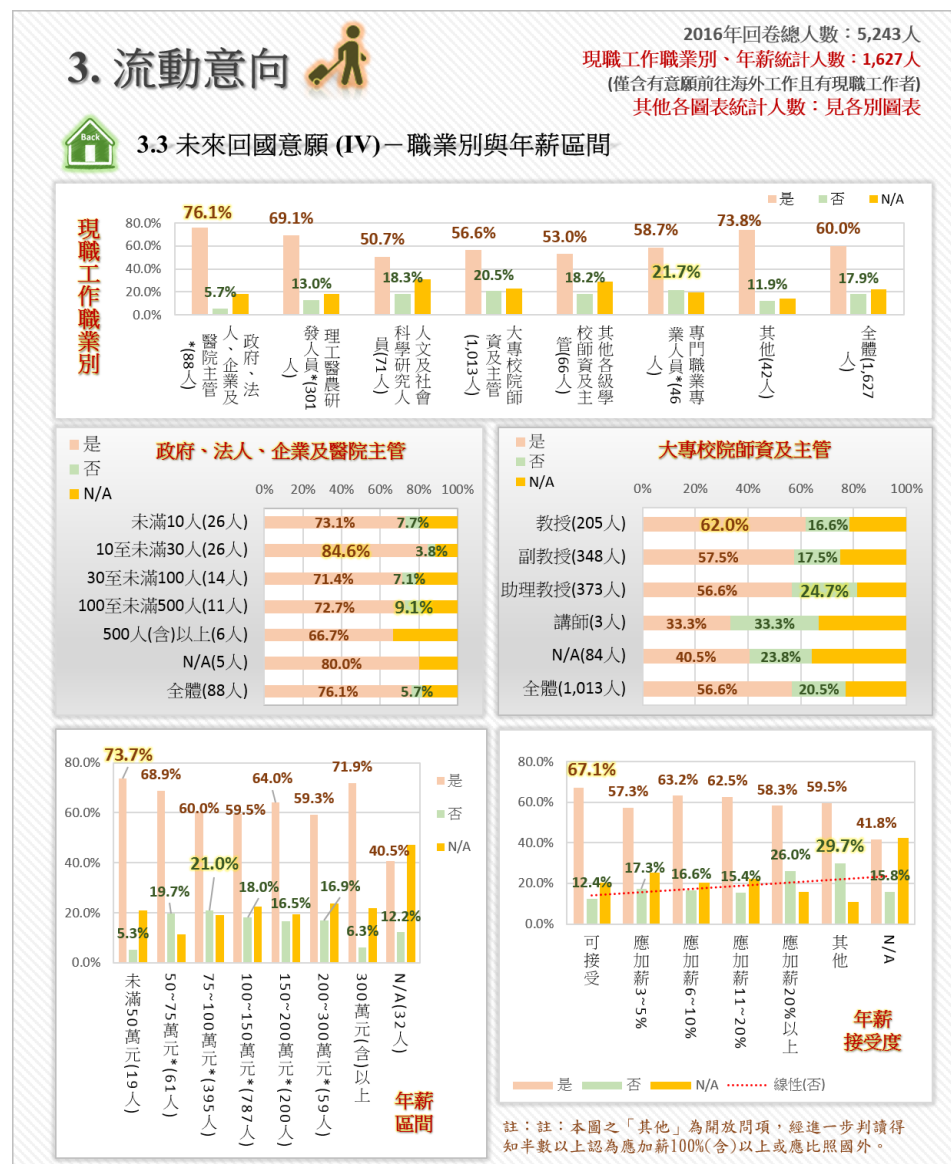 3. 流動意向
2016年回卷總人數：5,243人
現職工作職業別、年薪統計人數：1,627人
(僅含有意願前往海外工作且有現職工作者)
其他各圖表統計人數：見各別圖表
Back
3.3 未來回國意願 (IV)－職業別與年薪區間
現職工作職業別
是 否 N/A
80.0%
60.0%
40.0%
20.0%
0.0%
76.1% 69.1% 50.7% 56.6% 53.0% 58.7% 73.8% 60.0%
5.7% 13.0% 18.3% 20.5% 18.2% 21.7% 11.9% 17.9%
政府、法人、企業及醫院主管*(88人)
理工醫農研發人員*(301人)
人文及社會科學研究人員(71人)
大專校院師資及主管(1,013人)
其他各級學校師資及主管(66人)
專門職業專業人員*(46人)
其他(42人)
全體(1,627人)
是
否
N/A
政府、法人、企業及醫院主管
0% 20% 40% 60% 80% 100%
未滿10人(26人) 73.1% 7.7%
10至未滿30人(26人) 84.6% 3.8%
30至未滿100人(14人) 71.4% 7.1%
100至未滿500人(11人) 72.7% 9.1%
500人(含)以上(6人) 66.7%
N/A(5人) 80.0%
全體(88人) 76.1% 5.7%
是
否
N/A
大專校院師資及主管
0% 20% 40% 60% 80% 100%
教授(205人) 62.0% 16.6%
副教授(348人) 57.5% 17.5%
助理教授(373人) 56.6% 24.7%
講師(3人) 33.3% 33.3%
N/A(84人) 40.5% 23.8%
全體(1,013人) 56.6% 20.5%
80.0%
60.0%
40.0%
20.0%
0.0%
73.7% 68.9% 60.0% 59.5% 64.0% 59.3% 71.9% 40.5%
5.3% 19.7% 21.0% 18.0% 16.5% 16.9% 6.3% 12.2%
是
否
N/A
未滿50萬元(19人)
50~75萬元*(61人)
75~100萬元*(395人)
100~150萬元*(787人)
150~200萬元*(200人)
200~300萬元*(59人)
300萬元(含)以上
N/A(32人)
年薪
區間
80.0%
60.0%
40.0%
20.0%
0.0%
67.1% 57.3% 63.2% 62.5% 58.3% 59.5% 41.8%
12.4% 17.3% 16.6% 15.4% 26.0% 29.7% 15.8%
可接受
應加薪3~5%
應加薪6~10%
應加薪11~20%
應加薪20%以上
其他
N/A
年薪
接受度
是 否 N/A 線性(否)
註：註：本圖之「其他」為開放問項，經進一步判讀得
知半數以上認為應加薪100%(含)以上或應比照國外。